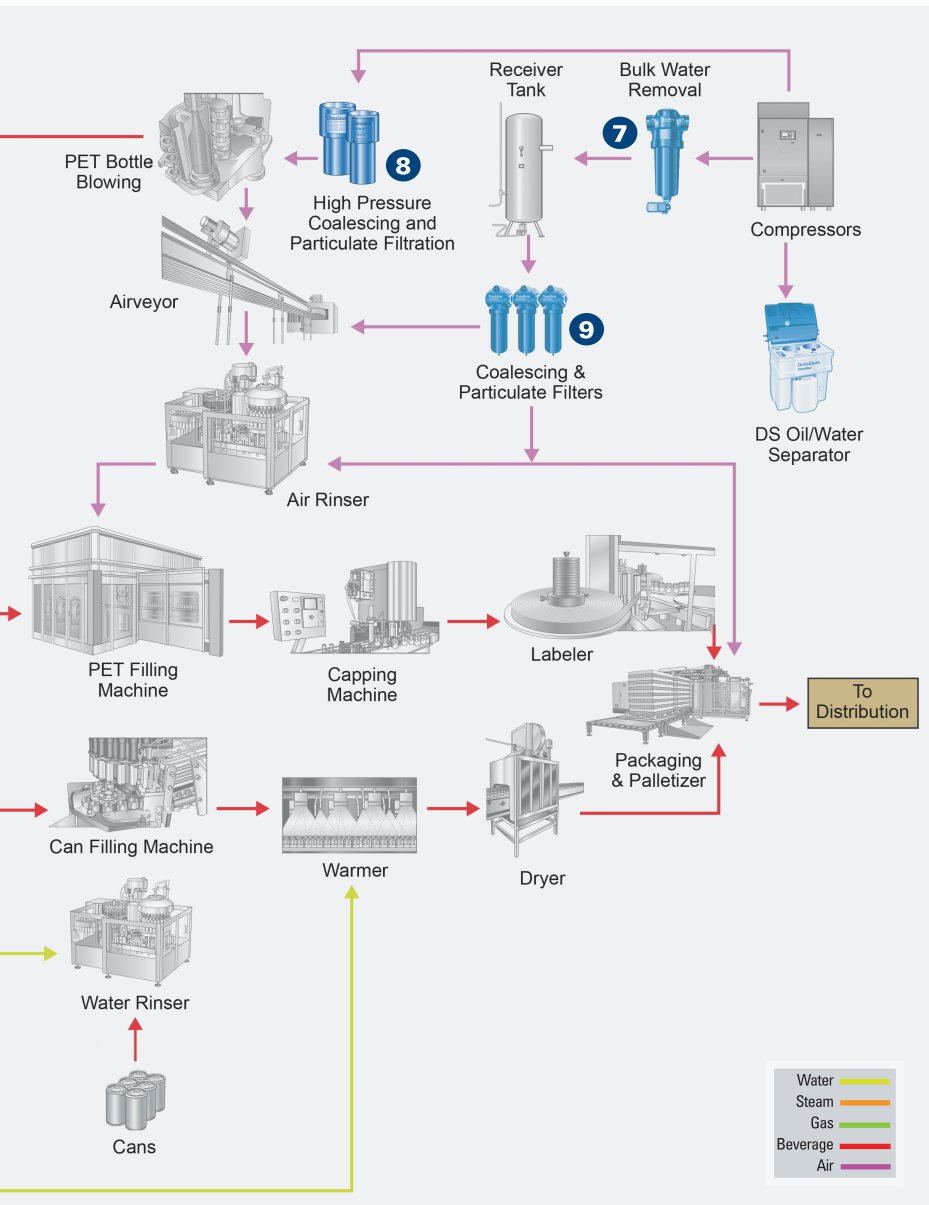 Receiver
Tank
Bulk Water
Removal
7
8
PET Bottle
Blowing
High Pressure
Coalescing and
Particulate Filtration
Compressors
Airveyor
9
Coalescing &
Particulate Filters
Donaldson
DS Oil/Water
Separator
Air Rinser
PET Filling
Machine
Capping
Machine
Labeler
To
Distribution
Packaging
& Palletizer
Can Filling Machine
Warmer
Dryer
Water Rinser
Cans
Water
Steam
Gas
Beverage
Air